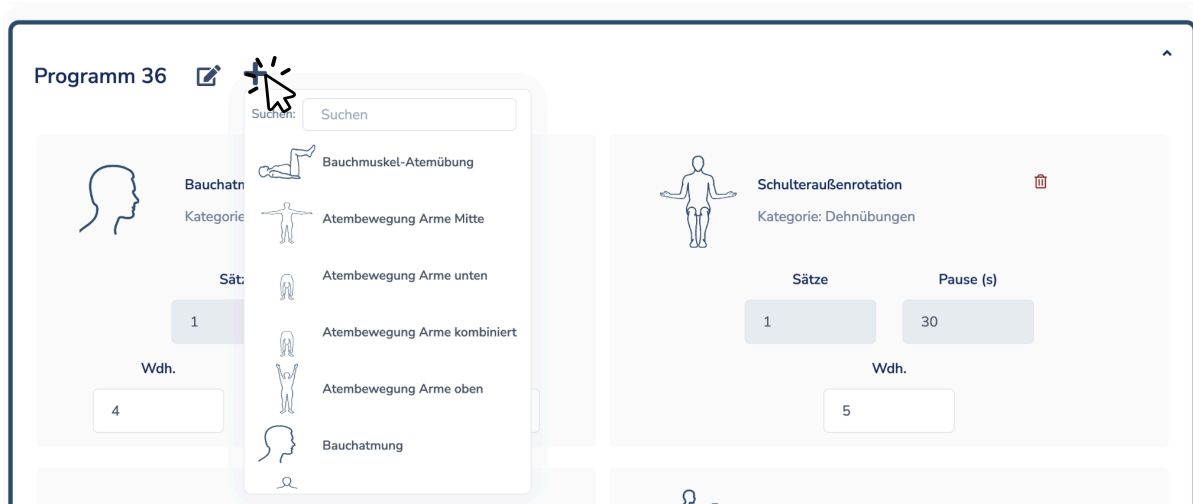 Programm 36
Suchen:
Suchen
Bauchmuskel-Atemübung
Atembewegung Arme Mitte
Atembewegung Arme unten
Atembewegung Arme kombiniert
Atembewegung Arme oben
Bauchatmung
Kategorie
1
Wdh.
4
Schulteraußenrotation
Kategorie: Dehnübungen
Sätze
Pause (s)
1
30
Wdh.
5